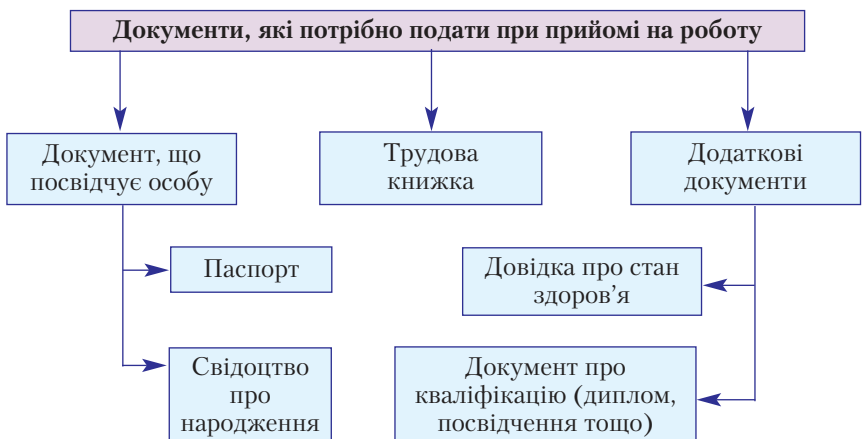 Документи, які потрібно подати при прийомі на роботу
Документ, що
посвідчує особу
Трудова
книжка
Додаткові
документи
Паспорт
Довідка про стан
здоров’я
Свідоцтво
про
народження
Документ про
кваліфікацію (диплом,
посвідчення тощо)